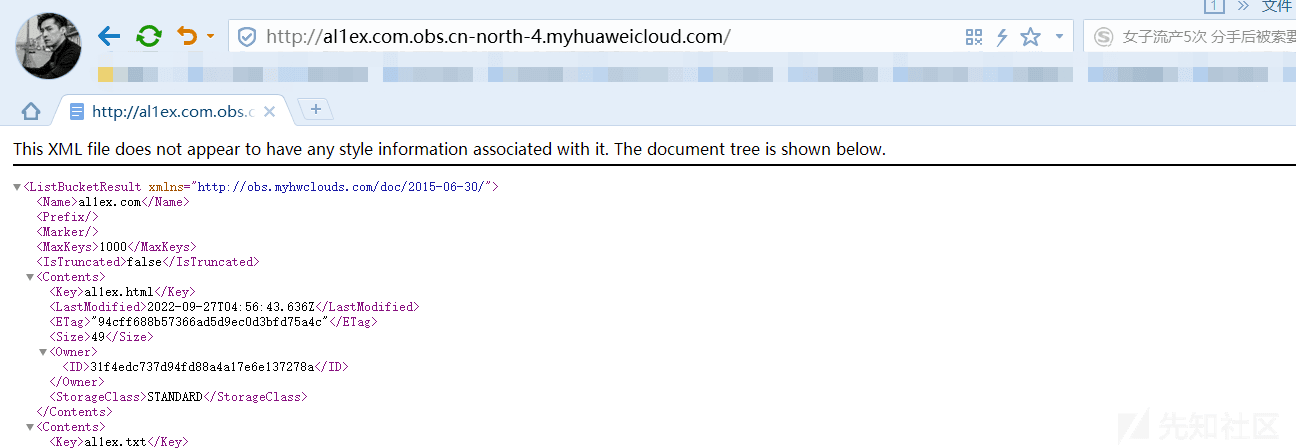 1 » 文件
http://al1ex.com.obs.cn-north-4.myhuaweicloud.com/
女子流产5次 分手后被索要
http://al1ex.com.obs.c
This XML file does not appear to have any style information associated with it. The document tree is shown below.
▼<ListBucketResult xmlns="http://obs.myhwclouds.com/doc/2015-06-30/">
<Name>al1ex.com</Name>
<Prefix/>
<Marker/>
<MaxKeys>1000</MaxKeys>
<IsTruncated>false</IsTruncated>
▼<Contents>
<Key>al1ex.html</Key>
<LastModified>2022-09-27T04:56:43.636Z</LastModified>
<ETag>"94cff688b57366ad5d9ec0d3bfd75a4c"</ETag>
<Size>49</Size>
▼<Owner>
<ID>31f4edc737d94fd88a4a17e6e137278a</ID>
</Owner>
<StorageClass>STANDARD</StorageClass>
</Contents>
▼<Contents>
<Key>al1ex.txt</Key>
先知社区